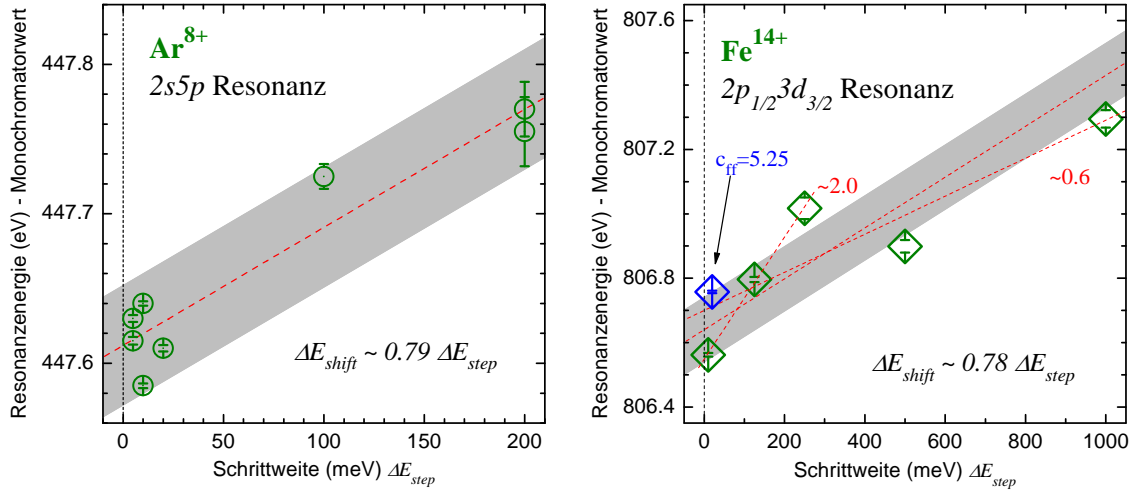 Resonanzenergie (eV) - Monochromatorwert
447.8
447.7
447.6
Ar8+
2s5p Resonanz
ΔEshift ~ 0.79 ΔEstep
0 50 100 150 200
Schrittweite (meV) ΔEstep
Resonanzenergie (eV) - Monochromatorwert
807.6
807.2
806.8
806.4
Fe14+
2p1/2 3d3/2 Resonanz
cff=5.25
~2.0
~0.6
ΔEshift ~ 0.78 ΔEstep
0 200 400 600 800 1000
Schrittweite (meV) ΔEstep